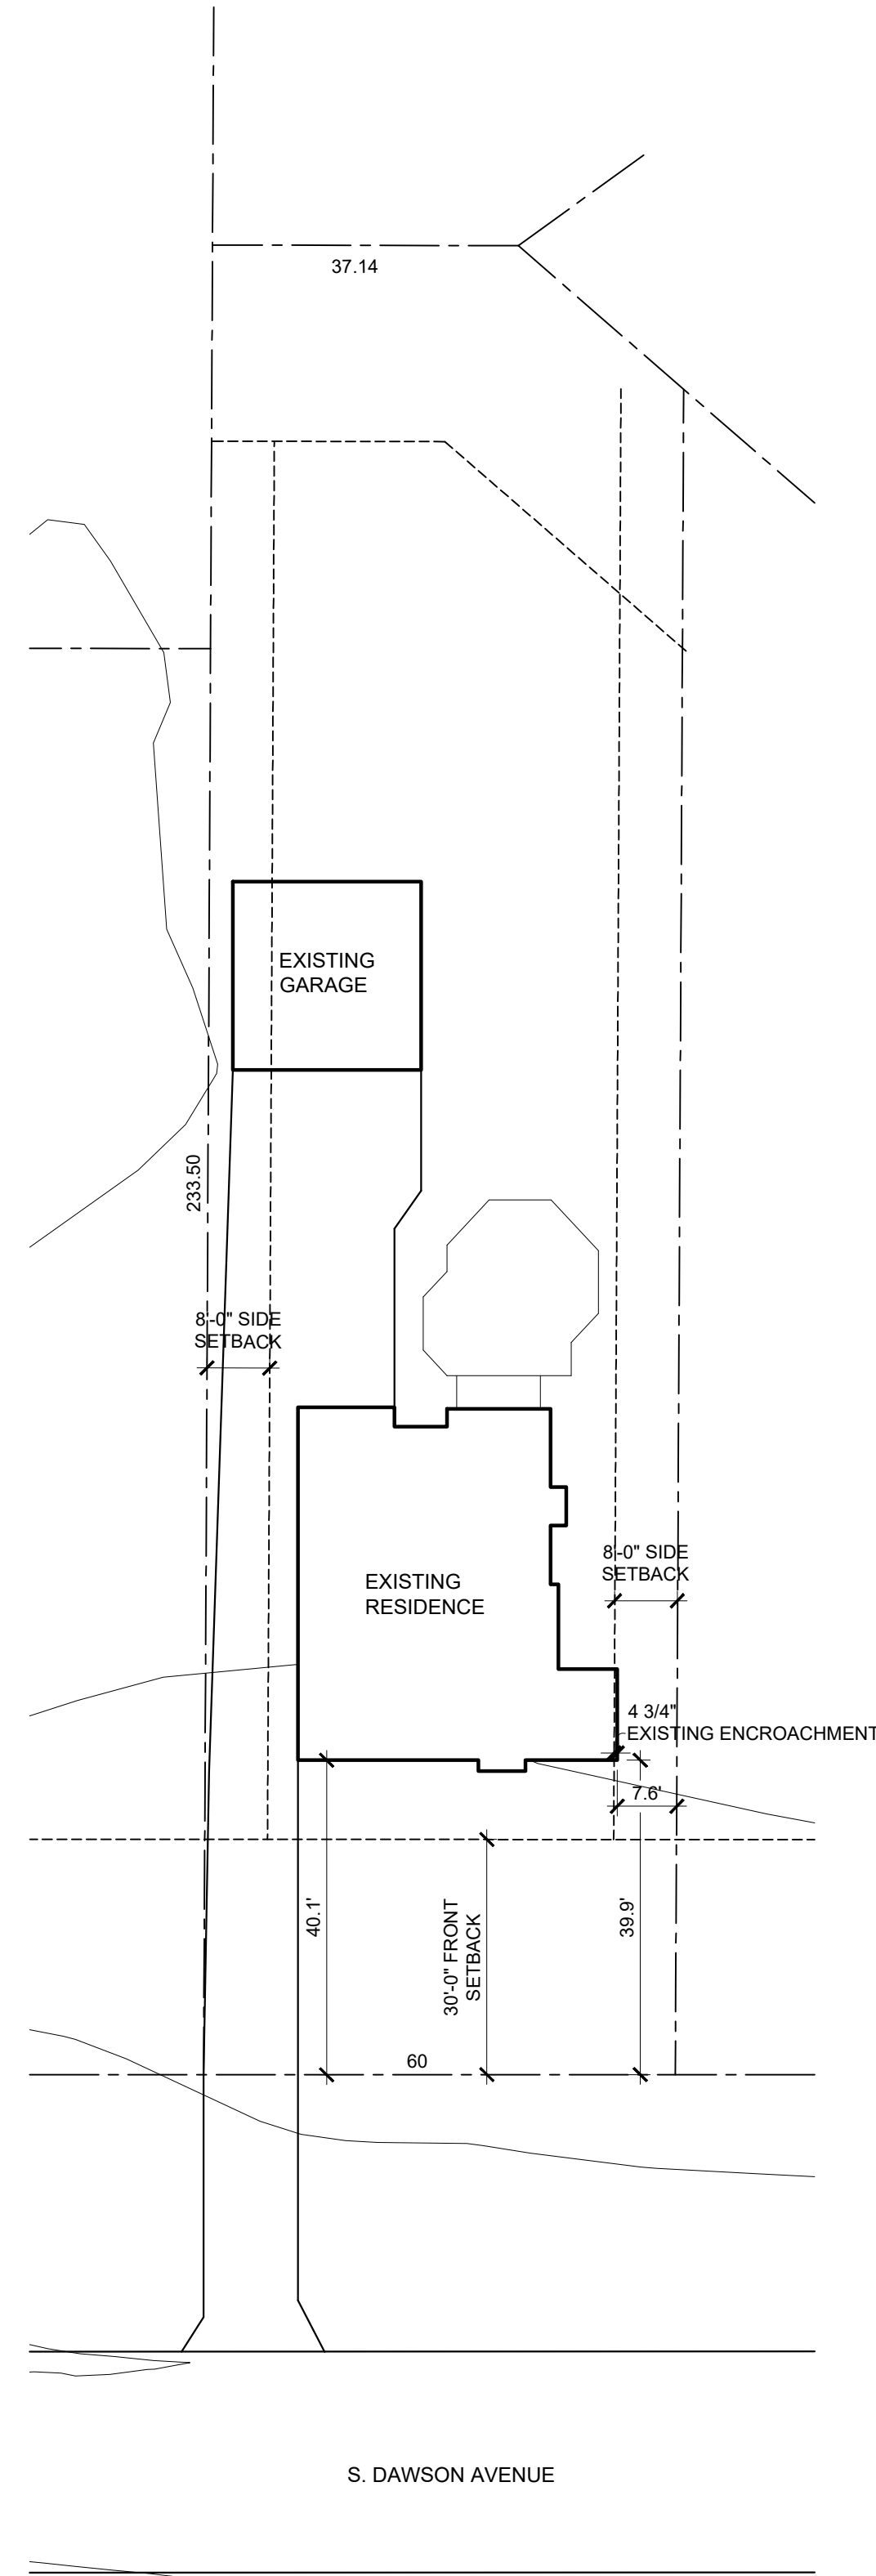 37.14
EXISTING
GARAGE
233.50
8'-0" SIDE
SETBACK
8'-0" SIDE
SETBACK
EXISTING
RESIDENCE
4 3/4"
EXISTING ENCROACHMENT
7.6'
40.1'
30'-0" FRONT
SETBACK
39.9'
60
S. DAWSON AVENUE